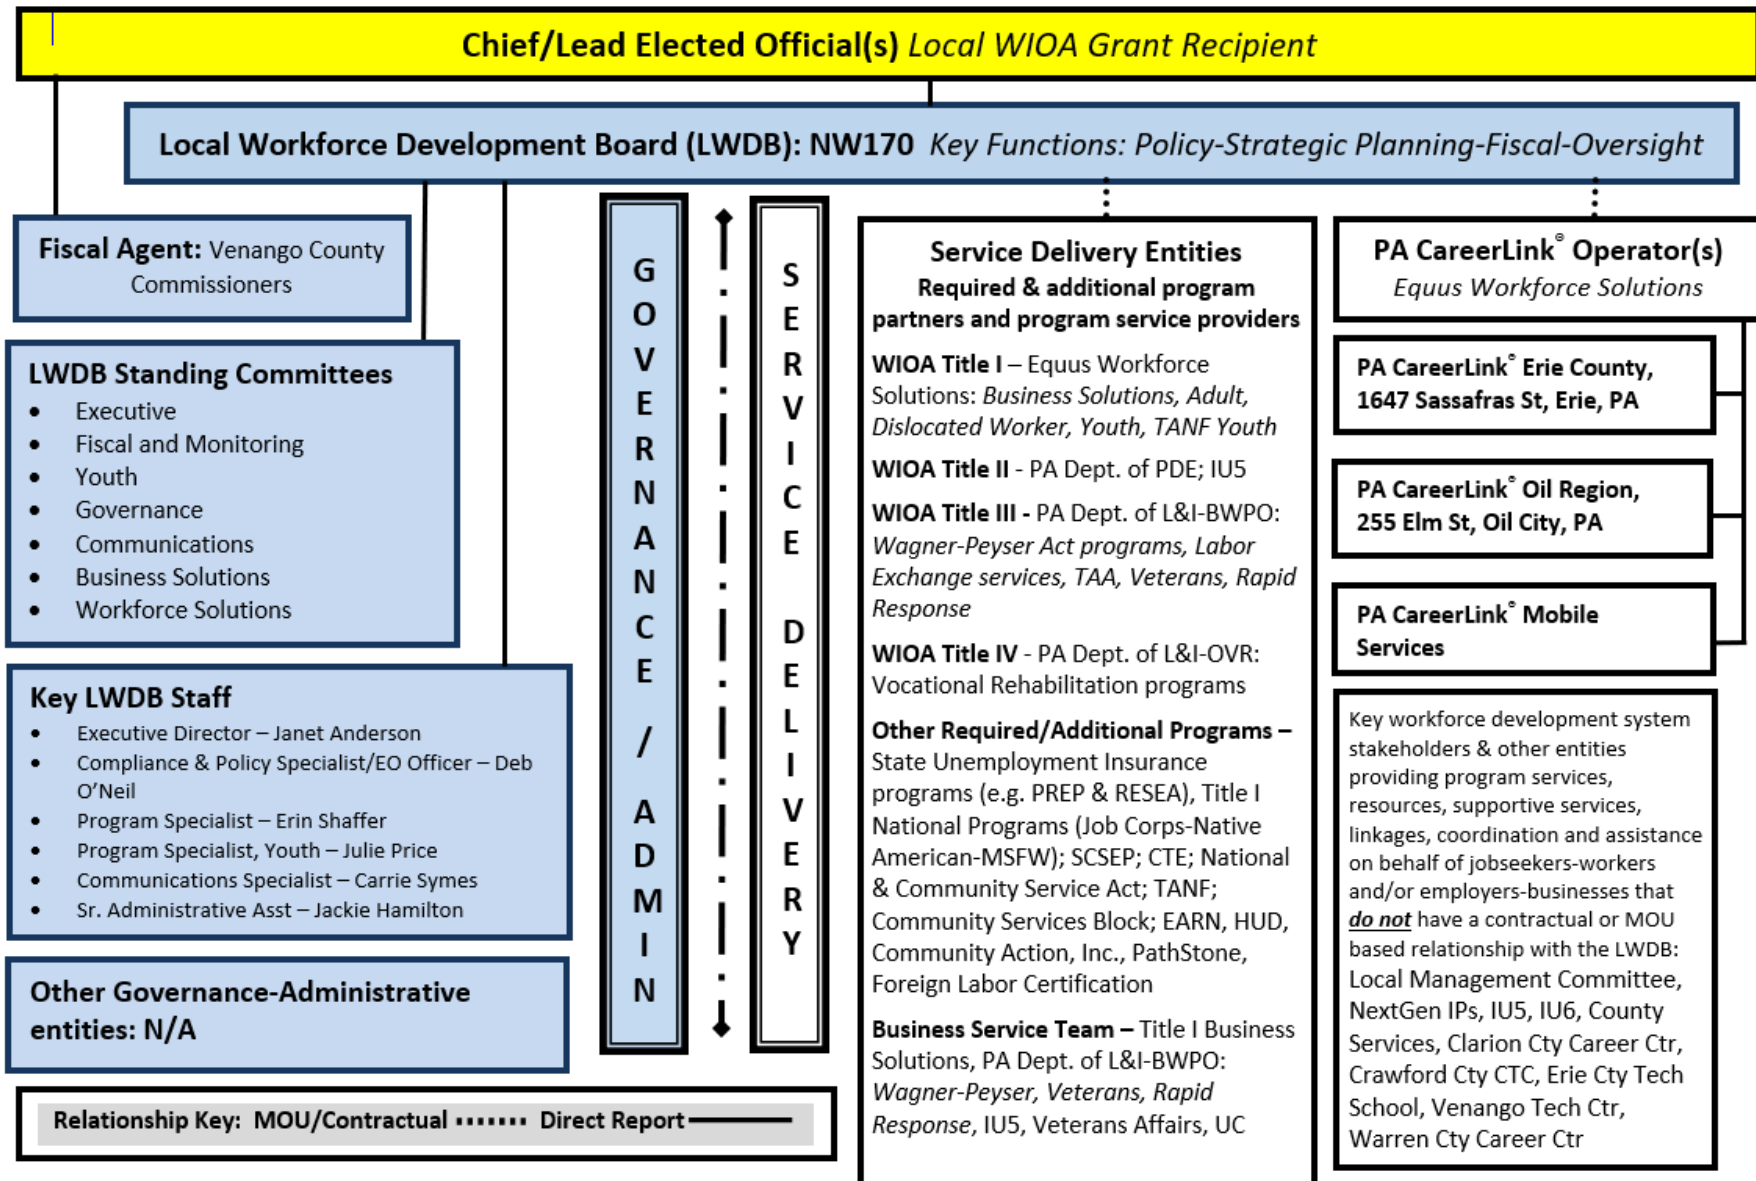 Chief/Lead Elected Official(s) Local WIOA Grant Recipient
Local Workforce Development Board (LWDB): NW170 Key Functions: Policy-Strategic Planning-Fiscal-Oversight
Fiscal Agent: Venango County
Commissioners
LWDB Standing Committees
• Executive
• Fiscal and Monitoring
• Youth
• Governance
• Communications
• Business Solutions
• Workforce Solutions
Key LWDB Staff
• Executive Director – Janet Anderson
• Compliance & Policy Specialist/EO Officer – Deb
O’Neil
• Program Specialist – Erin Shaffer
• Program Specialist, Youth – Julie Price
• Communications Specialist – Carrie Symes
• Sr. Administrative Asst – Jackie Hamilton
Other Governance-Administrative
entities: N/A
GOVERNANCE / ADMIN
SERVICE DELIVERY
Service Delivery Entities
Required & additional program
partners and program service providers
WIOA Title I – Equus Workforce
Solutions: Business Solutions, Adult,
Dislocated Worker, Youth, TANF Youth
WIOA Title II - PA Dept. of PDE; IU5
WIOA Title III - PA Dept. of L&I-BWPO:
Wagner-Peyser Act programs, Labor
Exchange services, TAA, Veterans, Rapid
Response
WIOA Title IV - PA Dept. of L&I-OVR:
Vocational Rehabilitation programs
Other Required/Additional Programs –
State Unemployment Insurance
programs (e.g. PREP & RESEA), Title I
National Programs (Job Corps-Native
American-MSFW); SCSEP; CTE; National
& Community Service Act; TANF;
Community Services Block; EARN, HUD,
Community Action, Inc., PathStone,
Foreign Labor Certification
Business Service Team – Title I Business
Solutions, PA Dept. of L&I-BWPO:
Wagner-Peyser, Veterans, Rapid
Response, IU5, Veterans Affairs, UC
PA CareerLink® Operator(s)
Equus Workforce Solutions
PA CareerLink® Erie County,
1647 Sassafras St, Erie, PA
PA CareerLink® Oil Region,
255 Elm St, Oil City, PA
PA CareerLink® Mobile
Services
Key workforce development system
stakeholders & other entities
providing program services,
resources, supportive services,
linkages, coordination and assistance
on behalf of jobseekers-workers
and/or employers-businesses that
do not have a contractual or MOU
based relationship with the LWDB:
Local Management Committee,
NextGen IPs, IU5, IU6, County
Services, Clarion Cty Career Ctr,
Crawford Cty CTC, Erie Cty Tech
School, Venango Tech Ctr,
Warren Cty Career Ctr
Relationship Key: MOU/Contractual Direct Report